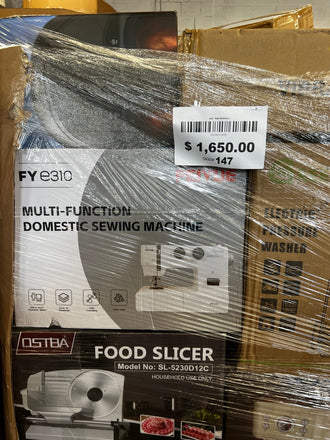 $ 1,650.00
147
FY e310
MULTI-FUNCTION
DOMESTIC SEWING MACHINE
ELECTRIC
PRESSURE
WASHER
OSTBA
FOOD SLICER
Model No: SL-5230D12C
HOUSEHOLD USE ONLY